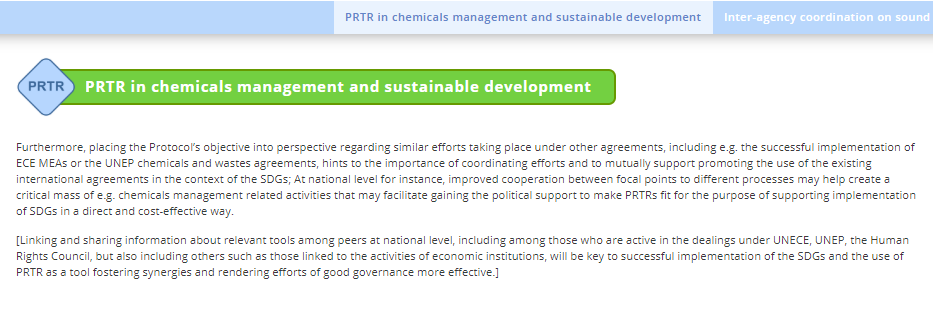 PRTR in chemicals management and sustainable development
Inter-agency coordination on sound
PRTR
PRTR in chemicals management and sustainable development
Furthermore, placing the Protocol's objective into perspective regarding similar efforts taking place under other agreements, including e.g. the successful implementation of
ECE MEAs or the UNEP chemicals and wastes agreements, hints to the importance of coordinating efforts and to mutually support promoting the use of the existing
international agreements in the context of the SDGs; At national level for instance, improved cooperation between focal points to different processes may help create a
critical mass of e.g. chemicals management related activities that may facilitate gaining the political support to make PRTRs fit for the purpose of supporting implementation
of SDGs in a direct and cost-effective way.
[Linking and sharing information about relevant tools among peers at national level, including among those who are active in the dealings under UNECE, UNEP, the Human
Rights Council, but also including others such as those linked to the activities of economic institutions, will be key to successful implementation of the SDGs and the use of
PRTR as a tool fostering synergies and rendering efforts of good governance more effective.]